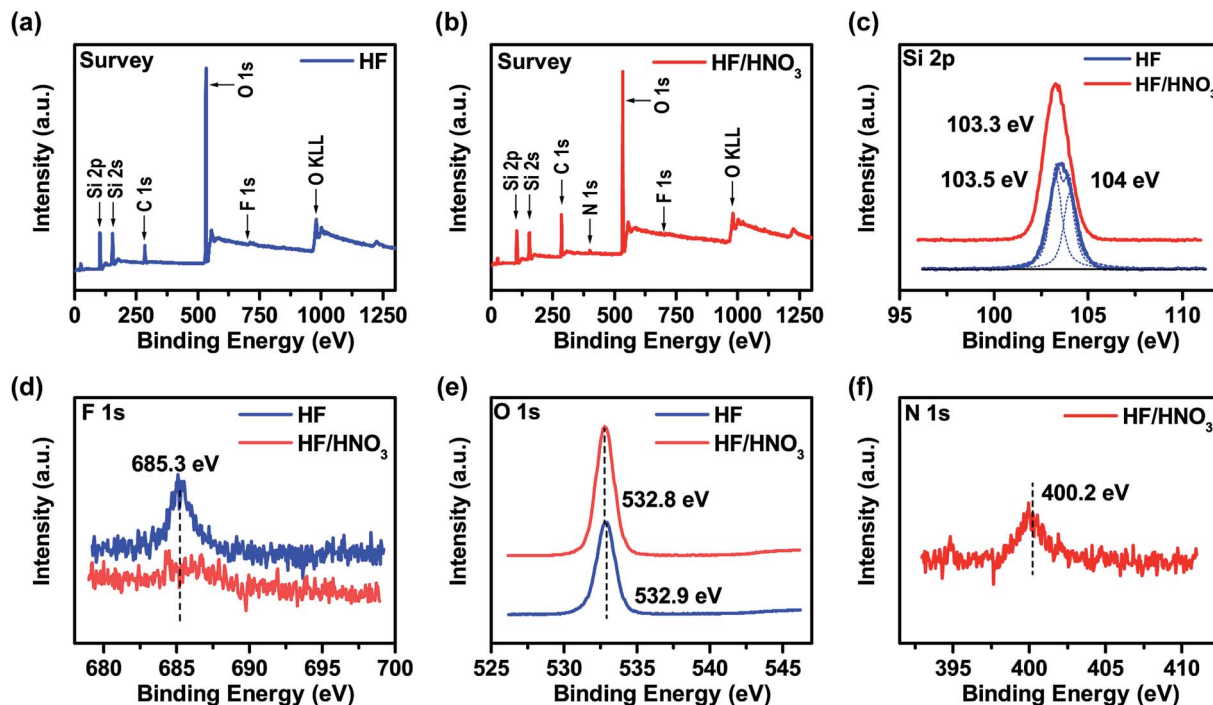 (a)
Survey
HF
O 1s
Si 2p
Si 2s
C 1s
F 1s
O KLL
Intensity (a.u.)
0 250 500 750 1000 1250
Binding Energy (eV)
(b)
Survey
HF/HNO₃
O 1s
Si 2p
Si 2s
C 1s
N 1s
F 1s
O KLL
Intensity (a.u.)
0 250 500 750 1000 1250
Binding Energy (eV)
(c)
Si 2p
HF
HF/HNO₃
103.3 eV
103.5 eV
104 eV
Intensity (a.u.)
95 100 105 110
Binding Energy (eV)
(d)
F 1s
HF
HF/HNO₃
685.3 eV
Intensity (a.u.)
680 685 690 695 700
Binding Energy (eV)
(e)
O 1s
HF
HF/HNO₃
532.8 eV
532.9 eV
Intensity (a.u.)
525 530 535 540 545
Binding Energy (eV)
(f)
N 1s
HF/HNO₃
400.2 eV
Intensity (a.u.)
395 400 405 410
Binding Energy (eV)